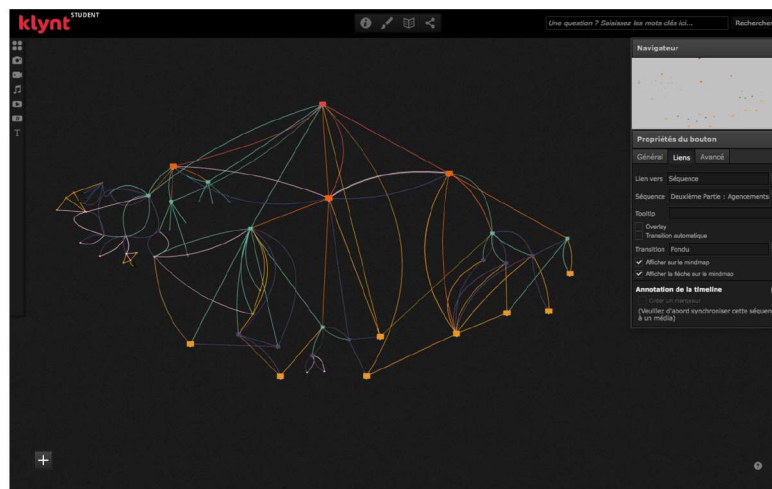 klynt STUDENT
Une question ? Saisissez les mots clés ici...
Rechercher
T
Navigateur
Propriétés du bouton
Général Liens Avancé
Lien vers Séquence
Séquence Deuxième Partie : Agencements
Tooltip
Overlay
Transition automatique
Transition Fondu
Afficher sur le mindmap
Afficher la flèche sur le mindmap
Annotation de la timeline
Créer un marqueur
(Veuillez d'abord synchroniser cette séquenc
à un média)